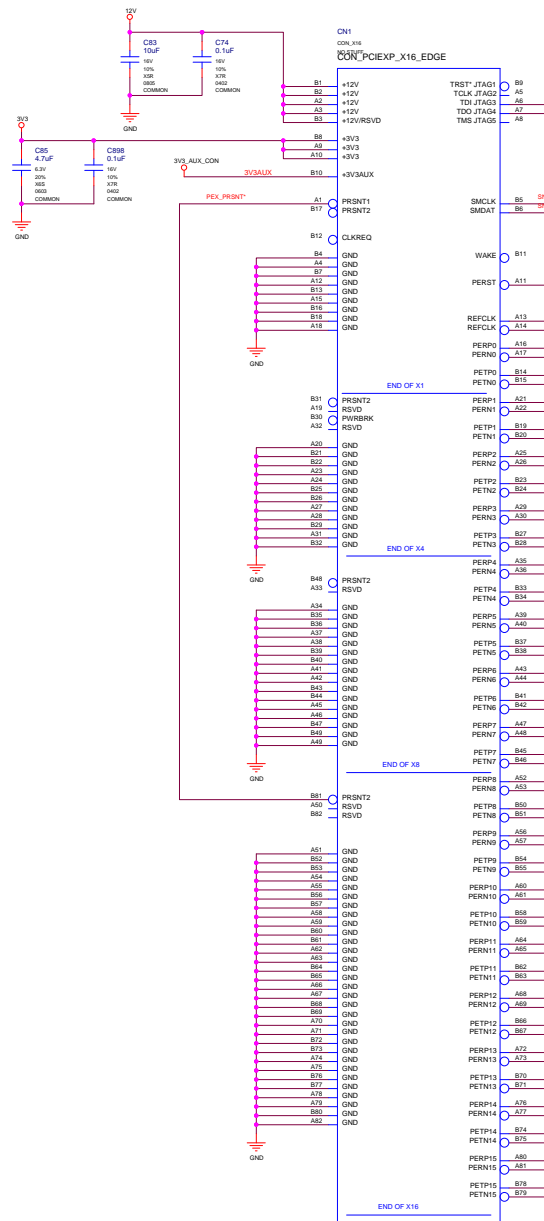 12V
C83
10uF
16V
10%
X5R
0805
COMMON
C74
0.1uF
16V
10%
X7R
0402
COMMON
GND
3V3
C85
4.7uF
6.3V
20%
X6S
0603
COMMON
C898
0.1uF
16V
10%
X7R
0402
COMMON
GND
3V3_AUX_CON
3V3AUX
PEX_PRSNT*
CN1
CON_X16
NO STUFF
CON_PCIEXP_X16_EDGE
B1 +12V
B2 +12V
A2 +12V
A3 +12V
B3 +12V/RSVD
B8 +3V3
A9 +3V3
A10 +3V3
B10 +3V3AUX
A1 PRSNT1
B17 PRSNT2
B12 CLKREQ
B4 GND
A4 GND
B7 GND
A12 GND
B13 GND
A15 GND
B16 GND
B18 GND
A18 GND
GND
END OF X1
B31 PRSNT2
A19 RSVD
B30 PWRBRK
A32 RSVD
A20 GND
B21 GND
B22 GND
A23 GND
A24 GND
B25 GND
B26 GND
A27 GND
A28 GND
B29 GND
A31 GND
B32 GND
GND
END OF X4
B48 PRSNT2
A33 RSVD
A34 GND
B35 GND
B36 GND
A37 GND
A38 GND
B39 GND
B40 GND
A41 GND
A42 GND
B43 GND
B44 GND
A45 GND
A46 GND
B47 GND
B49 GND
A49 GND
GND
END OF X8
B81 PRSNT2
A50 RSVD
B82 RSVD
A51 GND
B52 GND
B53 GND
A54 GND
A55 GND
B56 GND
B57 GND
A58 GND
A59 GND
B60 GND
B61 GND
A62 GND
A63 GND
B64 GND
B65 GND
A66 GND
A67 GND
B68 GND
B69 GND
A70 GND
A71 GND
B72 GND
B73 GND
A74 GND
A75 GND
B76 GND
B77 GND
A78 GND
A79 GND
B80 GND
A82 GND
GND
END OF X16
TRST* JTAG1 B9
TCLK JTAG2 A5
TDI JTAG3 A6
TDO JTAG4 A7
TMS JTAG5 A8
SMCLK B5
SMDAT B6
WAKE B11
PERST A11
REFCLK A13
REFCLK A14
PERP0 A16
PERN0 A17
PETP0 B14
PETN0 B15
PERP1 A21
PERN1 A22
PETP1 B19
PETN1 B20
PERP2 A25
PERN2 A26
PETP2 B23
PETN2 B24
PERP3 A29
PERN3 A30
PETP3 B27
PETN3 B28
PERP4 A35
PERN4 A36
PETP4 B33
PETN4 B34
PERP5 A39
PERN5 A40
PETP5 B37
PETN5 B38
PERP6 A43
PERN6 A44
PETP6 B41
PETN6 B42
PERP7 A47
PERN7 A48
PETP7 B45
PETN7 B46
PERP8 A52
PERN8 A53
PETP8 B50
PETN8 B51
PERP9 A56
PERN9 A57
PETP9 B54
PETN9 B55
PERP10 A60
PERN10 A61
PETP10 B58
PETN10 B59
PERP11 A64
PERN11 A65
PETP11 B62
PETN11 B63
PERP12 A68
PERN12 A69
PETP12 B66
PETN12 B67
PERP13 A72
PERN13 A73
PETP13 B70
PETN13 B71
PERP14 A76
PERN14 A77
PETP14 B74
PETN14 B75
PERP15 A80
PERN15 A81
PETP15 B78
PETN15 B79